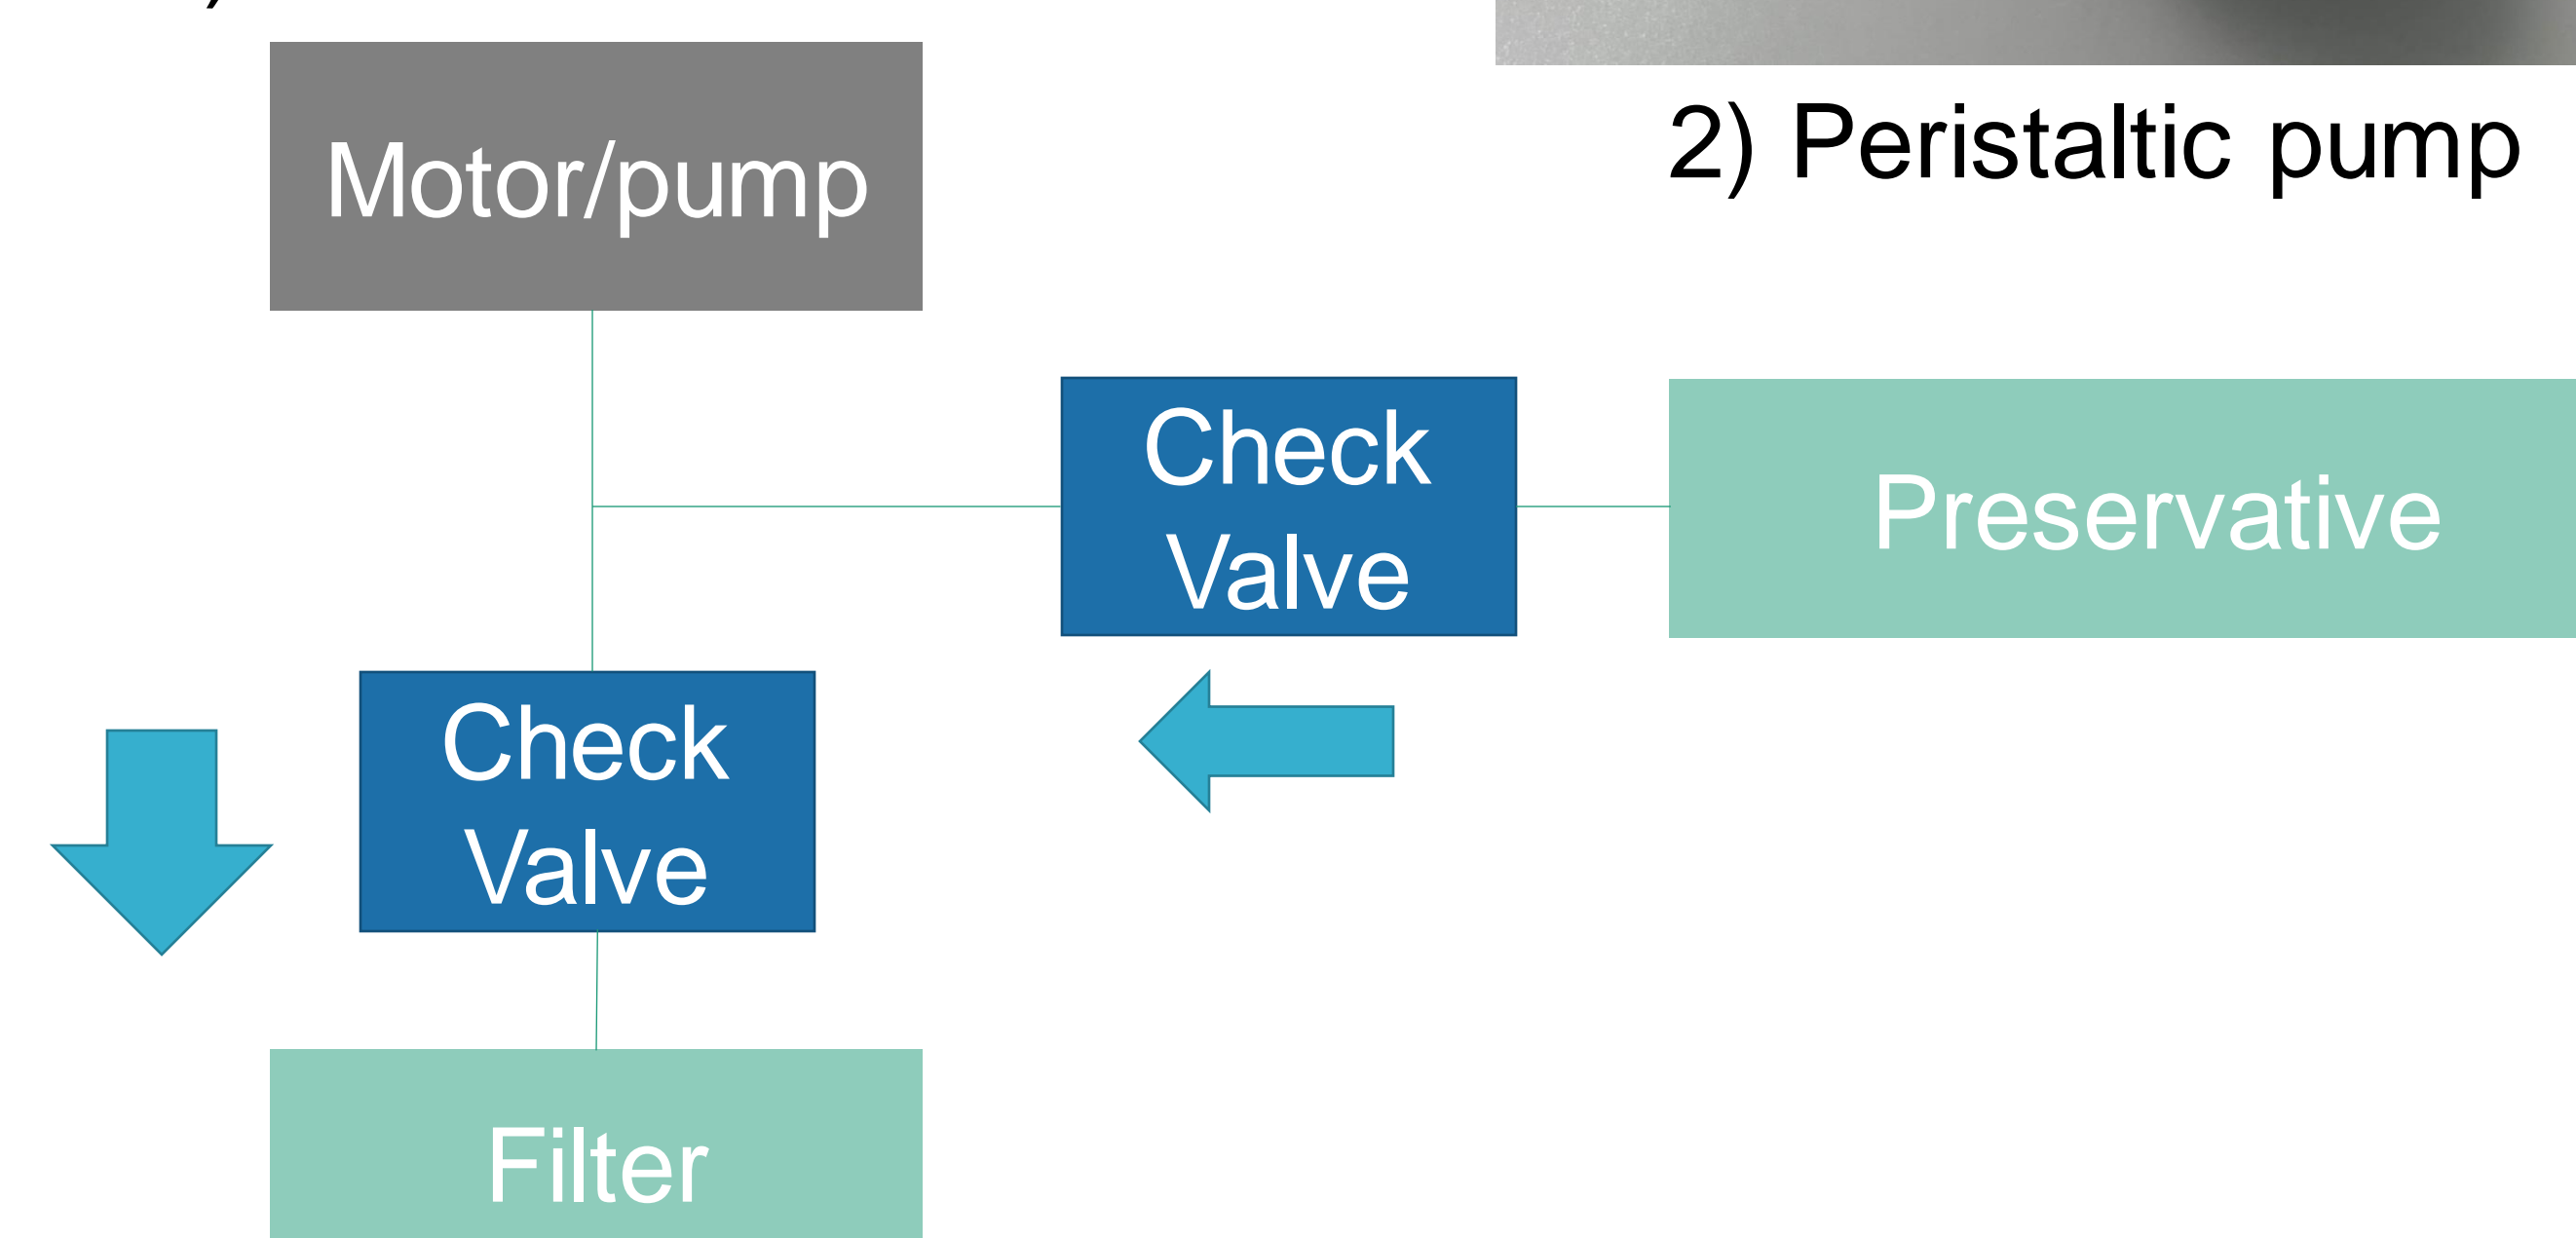 Motor/pump
2) Peristaltic pump
Check
Valve
Preservative
Check
Valve
Filter